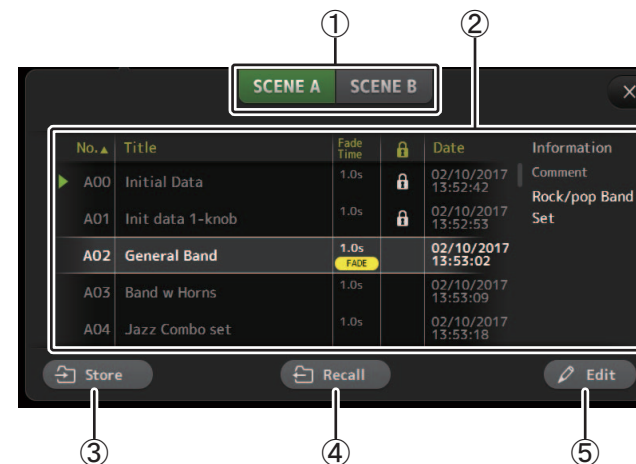 ① ②
SCENE A SCENE B ×
No.▲ Title Fade Time Date Information
A00 Initial Data 1.0s 02/10/2017 13:52:42 Comment
Rock/pop Band Set
A01 Init data 1-knob 1.0s 02/10/2017 13:52:53
A02 General Band 1.0s FADE 02/10/2017 13:53:02
A03 Band w Horns 1.0s 02/10/2017 13:53:09
A04 Jazz Combo set 1.0s 02/10/2017 13:53:18
Store Recall Edit
③ ④ ⑤